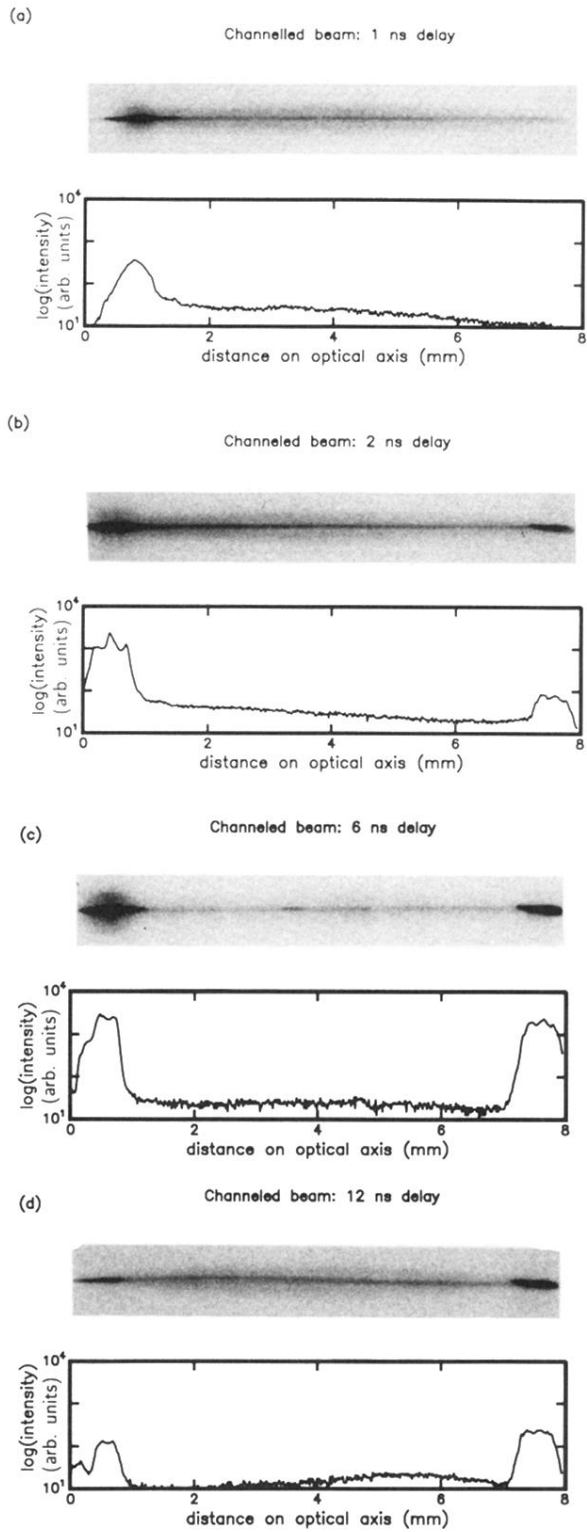 (a)
Channelled beam: 1 ns delay
10⁴
log(intensity)
(arb. units)
10¹
0 2 4 6 8
distance on optical axis (mm)
(b)
Channeled beam: 2 ns delay
10⁴
log(intensity)
(arb. units)
10¹
0 2 4 6 8
distance on optical axis (mm)
(c)
Channeled beam: 6 ns delay
10⁴
log(intensity)
(arb. units)
10¹
0 2 4 6 8
distance on optical axis (mm)
(d)
Channeled beam: 12 ns delay
10⁴
log(intensity)
(arb. units)
10¹
0 2 4 6 8
distance on optical axis (mm)